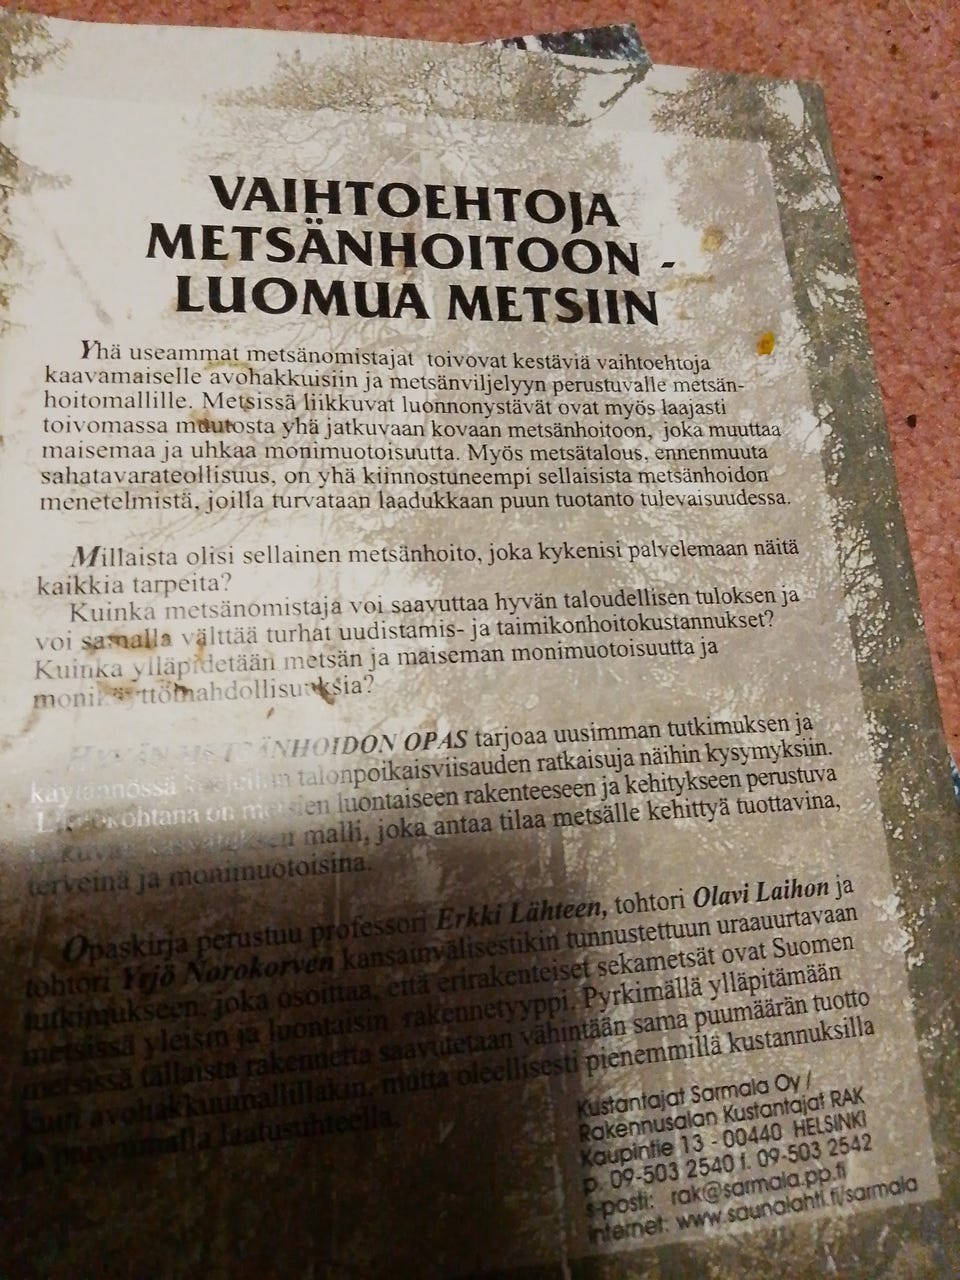 VAIHTOEHTOJA
METSÄNHOITOON -
LUOMUA METSIIN
Yhä useammat metsänomistajat toivovat kestäviä vaihtoehtoja
kaavamaiselle avohakkuisiin ja metsänviljelyyn perustuvalle metsän-
hoitomallille. Metsissä liikkuvat luonnonystävät ovat myös laajasti
toivomassa muutosta yhä jatkuvaan kovaan metsänhoitoon, joka muuttaa
maisemaa ja uhkaa monimuotoisuutta. Myös metsätalous, ennenmuuta
sahatavarateollisuus, on yhä kiinnostuneempi sellaisista metsänhoidon
menetelmistä, joilla turvataan laadukkaan puun tuotanto tulevaisuudessa.
Millaista olisi sellainen metsänhoito, joka kykenisi palvelemaan näitä
kaikkia tarpeita?
Kuinka metsänomistaja voi saavuttaa hyvän taloudellisen tuloksen ja
voi samalla välttää turhat uudistamis- ja taimikonhoitokustannukset?
Kuinka ylläpidetään metsän ja maiseman monimuotoisuutta ja
monikäyttömahdollisuuksia?
HYVÄN METSÄNHOIDON OPAS tarjoaa uusimman tutkimuksen ja
käytännössä talonpoikaisviisauden ratkaisuja näihin kysymyksiin.
Lähtökohtana on metsien luontaiseen rakenteeseen ja kehitykseen perustuva
malli, joka antaa tilaa metsälle kehittyä tuottavina,
terveinä ja monimuotoisina.
Opaskirja perustuu professori Erkki Lähteen, tohtori Olavi Laihon ja
tohtori Yrjö Norokorven kansainvälisestikin tunnustettuun uraauurtavaan
tutkimukseen, joka osoittaa, että erirakenteiset sekametsät ovat Suomen
metsissä yleisin ja luontaisin rakennetyyppi. Pyrkimällä ylläpitämään
metsissä tällaista rakennetta saavutetaan vähintään sama puumäärän tuotto
kuin avohakkuumallillakin, mutta oleellisesti pienemmillä kustannuksilla
ja paremmalla laatusuhteella.
Kustantajat Sarmala Oy /
Rakennusalan Kustantajat RAK
Kaupintie 13 - 00440 HELSINKI
p. 09-503 2540 f. 09-503 2542
s-posti: rak@sarmala.pp.fi
internet: www.saunalahti.fi/sarmala